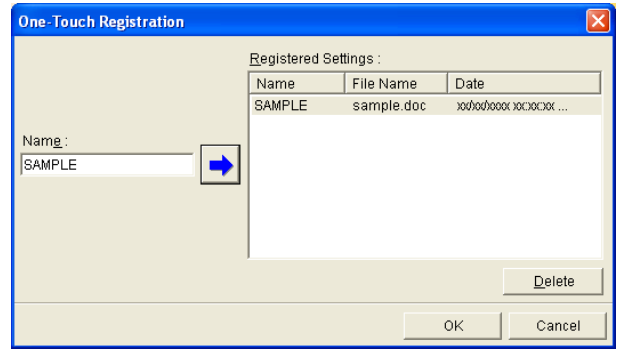 One-Touch Registration
Registered Settings :
Name File Name Date
SAMPLE sample.doc xx/xx/xxxx xx:xx:xx ...
Name :
SAMPLE
Delete
OK Cancel